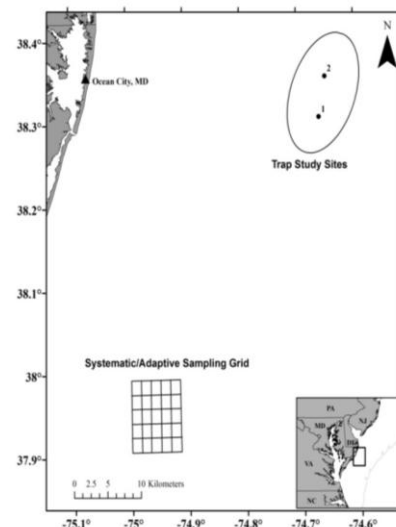 38.4°
38.3°
38.2°
38.1°
38°
37.9°
N
2
1
Ocean City, MD
Trap Study Sites
Systematic/Adaptive Sampling Grid
0 2.5 5 10 Kilometers
PA
MD
NJ
VA
NC
-75.1°
-75°
-74.9°
-74.8°
-74.7°
-74.6°